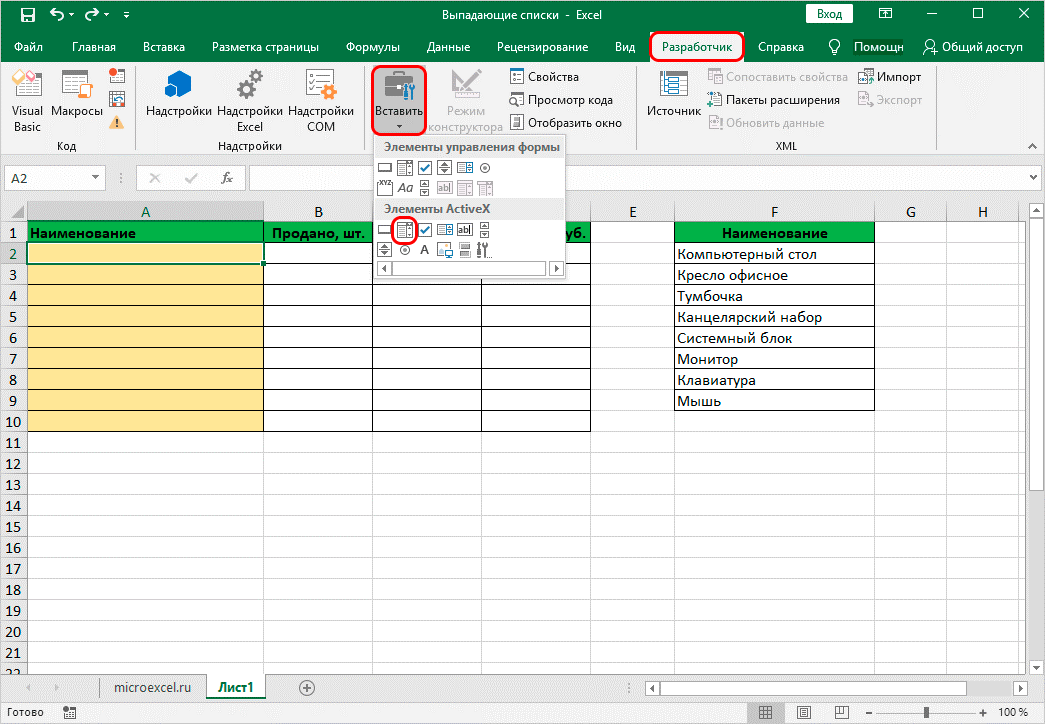 Выпадающие списки - Excel
Вход
Файл Главная Вставка Разметка страницы Формулы Данные Рецензирование Вид Разработчик Справка Помощн Общий доступ
Visual Basic
Макросы
Код
Надстройки
Надстройки Excel
Надстройки COM
Надстройки
Вставить
Режим конструктора
Свойства
Просмотр кода
Отобразить окно
Источник
Сопоставить свойства
Пакеты расширения
Обновить данные
Импорт
Экспорт
XML
Элементы управления формы
XYZ Aa ab|
Элементы ActiveX
ab|
A
A2
fx
A B E F G H
1 Наименование Продано, шт. уб. Наименование
2 Компьютерный стол
3 Кресло офисное
4 Тумбочка
5 Канцелярский набор
6 Системный блок
7 Монитор
8 Клавиатура
9 Мышь
10
11
12
13
14
15
16
17
18
19
20
21
22
microexcel.ru Лист1
Готово
100 %